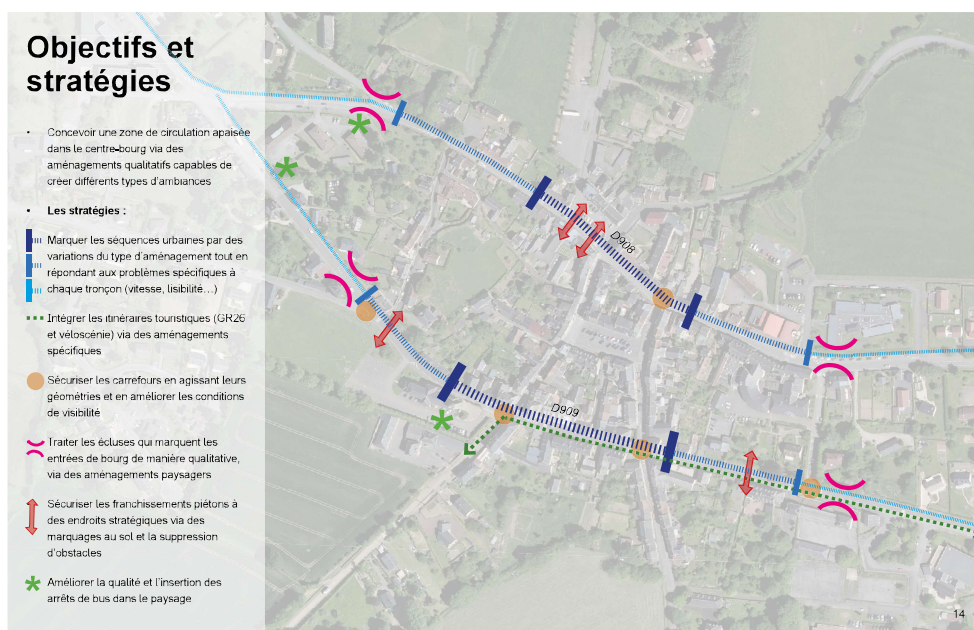 Objectifs et
stratégies
• Concevoir une zone de circulation apaisée
dans le centre-bourg via des
aménagements qualitatifs capables de
créer différents types d'ambiances
• Les stratégies :
Marquer les séquences urbaines par des
variations du type d'aménagement tout en
répondant aux problèmes spécifiques à
chaque tronçon (vitesse, lisibilité…)
Intégrer les itinéraires touristiques (GR26
et véloscénie) via des aménagements
spécifiques
Sécuriser les carrefours en agissant leurs
géométries et en améliorer les conditions
de visibilité
Traiter les écluses qui marquent les
entrées de bourg de manière qualitative,
via des aménagements paysagers
Sécuriser les franchissements piétons à
des endroits stratégiques via des
marquages au sol et la suppression
d'obstacles
Améliorer la qualité et l'insertion des
arrêts de bus dans le paysage
D908
D909
14